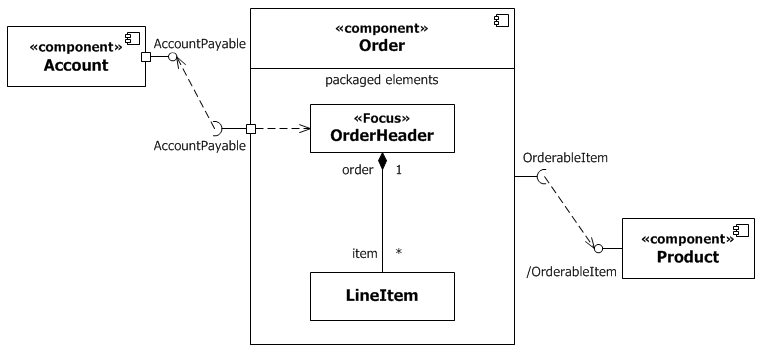 «component»
Account
AccountPayable
AccountPayable
«component»
Order
packaged elements
«Focus»
OrderHeader
order 1
item *
LineItem
OrderableItem
/OrderableItem
«component»
Product